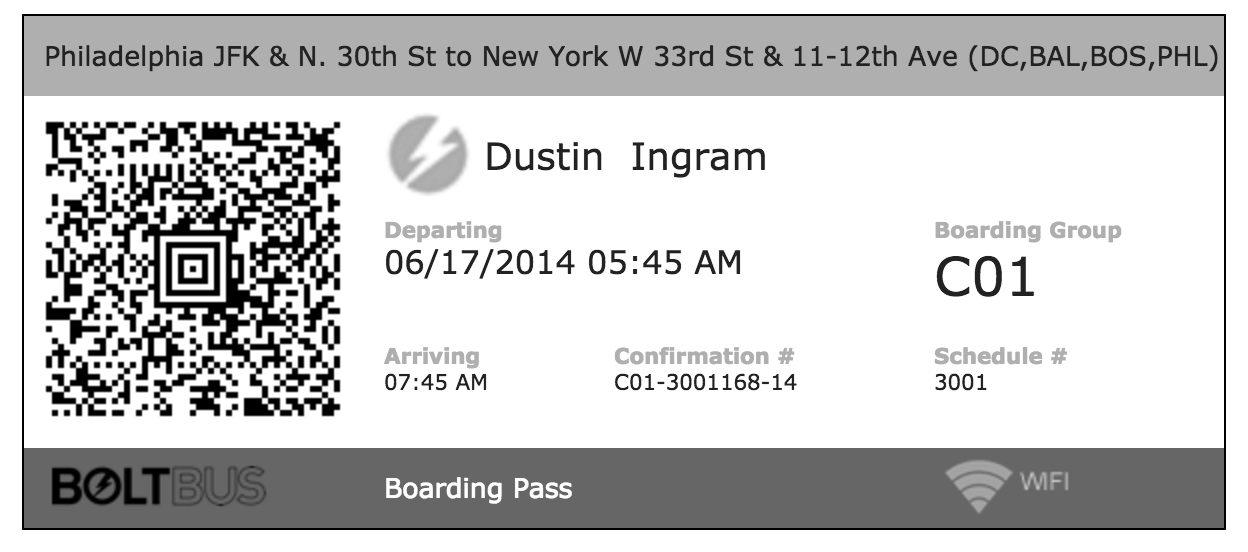 Philadelphia JFK & N. 30th St to New York W 33rd St & 11-12th Ave (DC,BAL,BOS,PHL)
Dustin Ingram
Departing
06/17/2014 05:45 AM
Boarding Group
C01
Arriving
07:45 AM
Confirmation #
C01-3001168-14
Schedule #
3001
BOLTBUS
Boarding Pass
WIFI